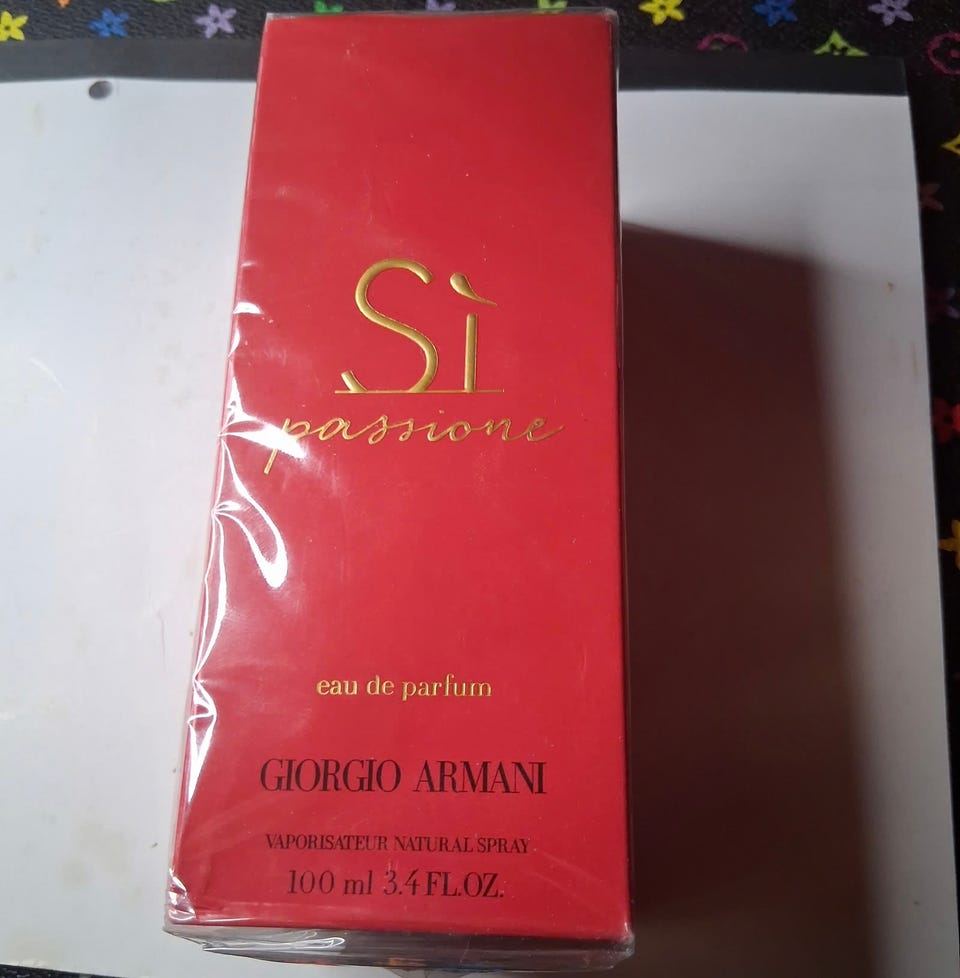 Sì
passione
eau de parfum
GIORGIO ARMANI
VAPORISATEUR NATURAL SPRAY
100 ml 3.4 FL.OZ.